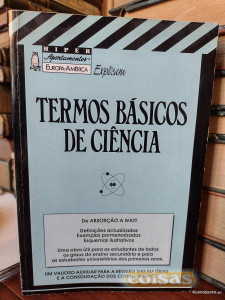 HIPER
Apontamentos
EUROPA-AMÉRICA
Explicam
TERMOS BÁSICOS
DE CIÊNCIA
De ABSORÇÃO A WATT
Definições actualizadas
Exemplos pormenorizados
Esquemas ilustrativos
Uma obra útil para os estudantes de todos
os graus do ensino secundário e para
os estudantes universitários dos primeiros anos.
UM VALIOSO AUXILIAR PARA A REVISÃO DAS MATÉRIAS
E A CONSOLIDAÇÃO DOS
coisas